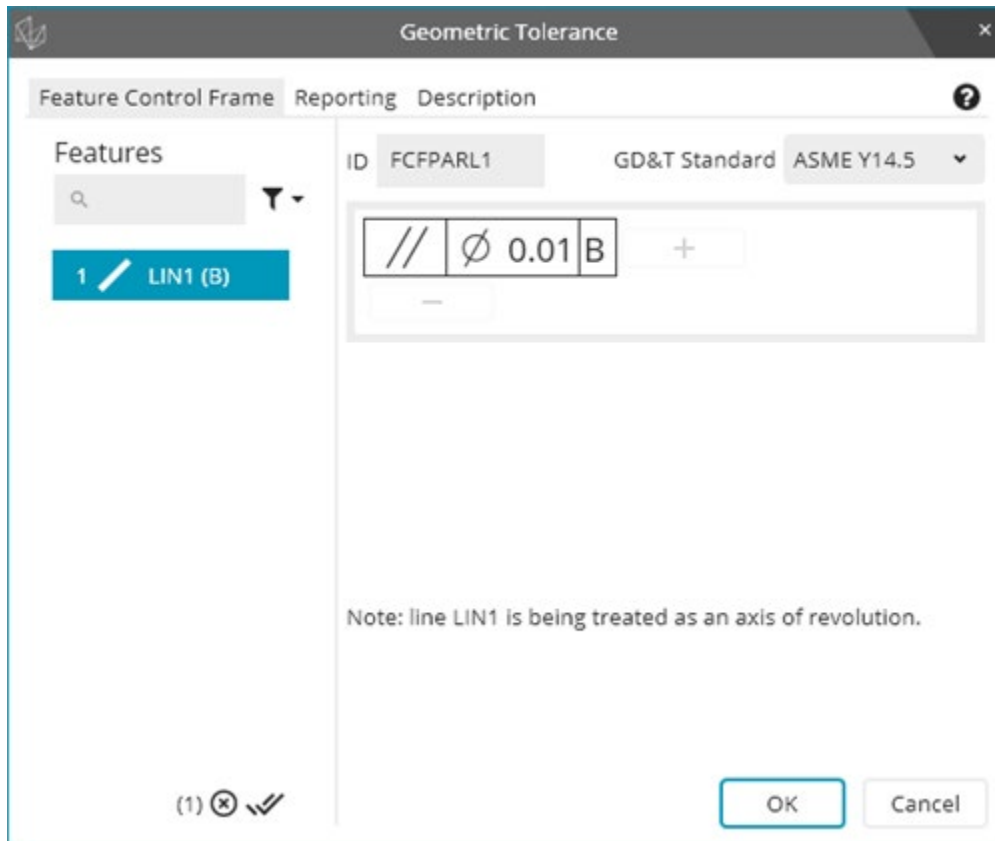 Geometric Tolerance
Feature Control Frame Reporting Description
Features
ID FCFPARL1 GD&T Standard ASME Y14.5
// ∅ 0.01 B
1 LIN1 (B)
Note: line LIN1 is being treated as an axis of revolution.
(1)
OK Cancel